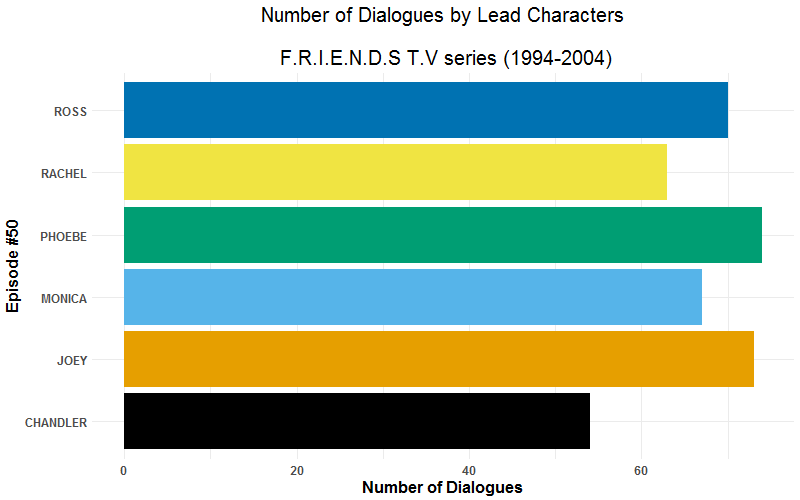 Number of Dialogues by Lead Characters
F.R.I.E.N.D.S T.V series (1994-2004)
Episode #50
ROSS
RACHEL
PHOEBE
MONICA
JOEY
CHANDLER
0 20 40 60
Number of Dialogues